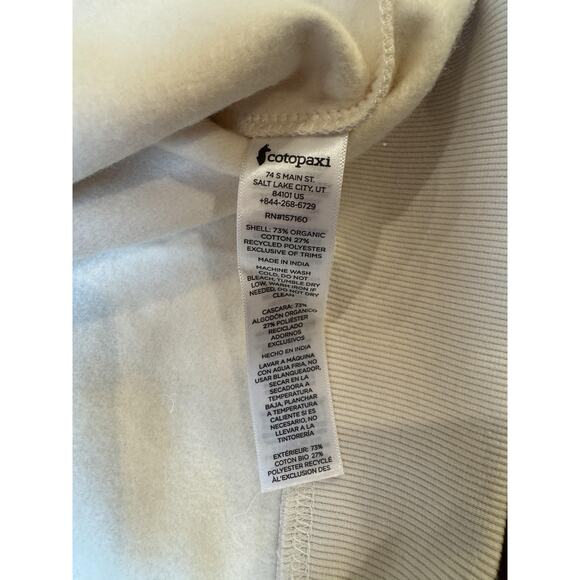 cotopaxi
74 S MAIN ST.
SALT LAKE CITY, UT
84101 US
+844-268-6729
RN#157160
SHELL: 73% ORGANIC
COTTON 27%
RECYCLED POLYESTER
EXCLUSIVE OF TRIMS
MADE IN INDIA
MACHINE WASH
COLD, DO NOT
BLEACH, TUMBLE DRY
LOW, WARM IRON IF
NEEDED, DO NOT DRY
CLEAN
CASCARA: 73%
ALGODÓN ORGÁNICO
27% POLIÉSTER
RECICLADO
ADORNOS
EXCLUSIVOS
HECHO EN INDIA
LAVAR A MÁQUINA
CON AGUA FRIA, NO
USAR BLANQUEADOR,
SECAR EN LA
SECADORA A
TEMPERATURA
BAJA, PLANCHAR
A TEMPERATURA
CALIENTE SI ES
NECESARIO, NO
LLEVAR A LA
TINTORERÍA
EXTÉRIEUR: 73%
COTON BIO 27%
POLYESTER RECYCLÉ
ÀL'EXCLUSION DES